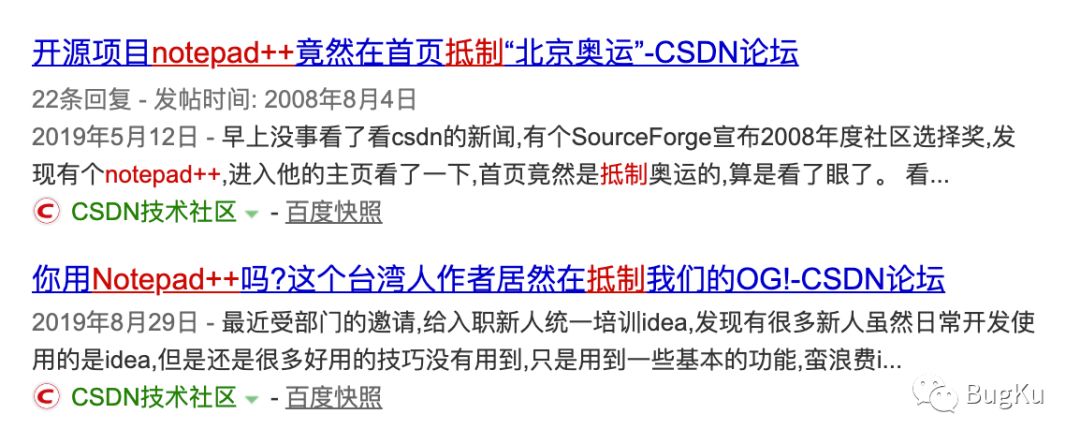 开源项目notepad++竟然在首页抵制“北京奥运”-CSDN论坛
22条回复 - 发帖时间: 2008年8月4日
2019年5月12日 - 早上没事看了看csdn的新闻,有个SourceForge宣布2008年度社区选择奖,发
现有个notepad++,进入他的主页看了一下,首页竟然是抵制奥运的,算是看了眼了。 看...
CSDN技术社区 - 百度快照
你用Notepad++吗?这个台湾人作者居然在抵制我们的OG!-CSDN论坛
2019年8月29日 - 最近受部门的邀请,给入职新人统一培训idea,发现有很多新人虽然日常开发使
用的是idea,但是还是很多好用的技巧没有用到,只是用到一些基本的功能,蛮浪费i...
CSDN技术社区 - 百度快照
BugKu